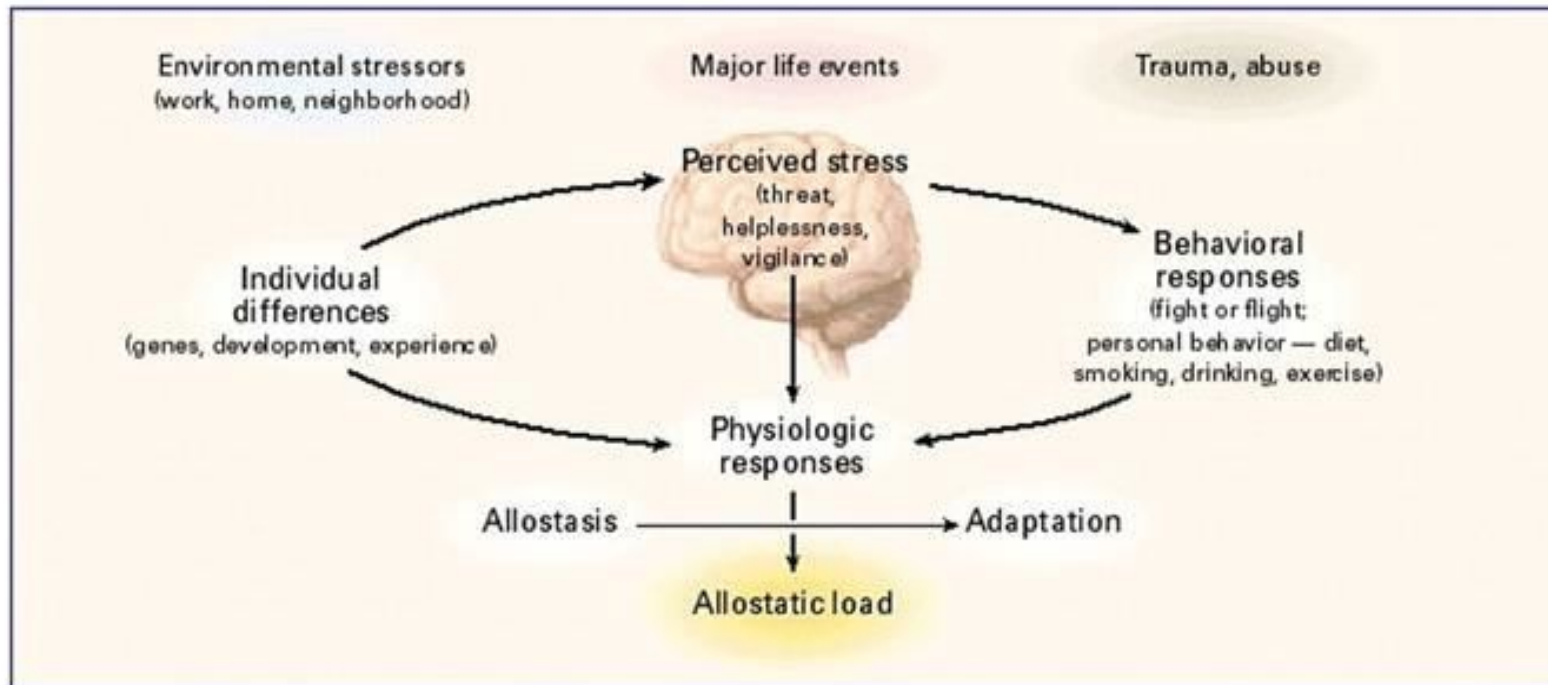 Environmental stressors
(work, home, neighborhood)
Major life events
Trauma, abuse
Perceived stress
(threat,
helplessness,
vigilance)
Individual
differences
(genes, development, experience)
Behavioral
responses
(fight or flight;
personal behavior — diet,
smoking, drinking, exercise)
Physiologic
responses
Allostasis
Adaptation
Allostatic load